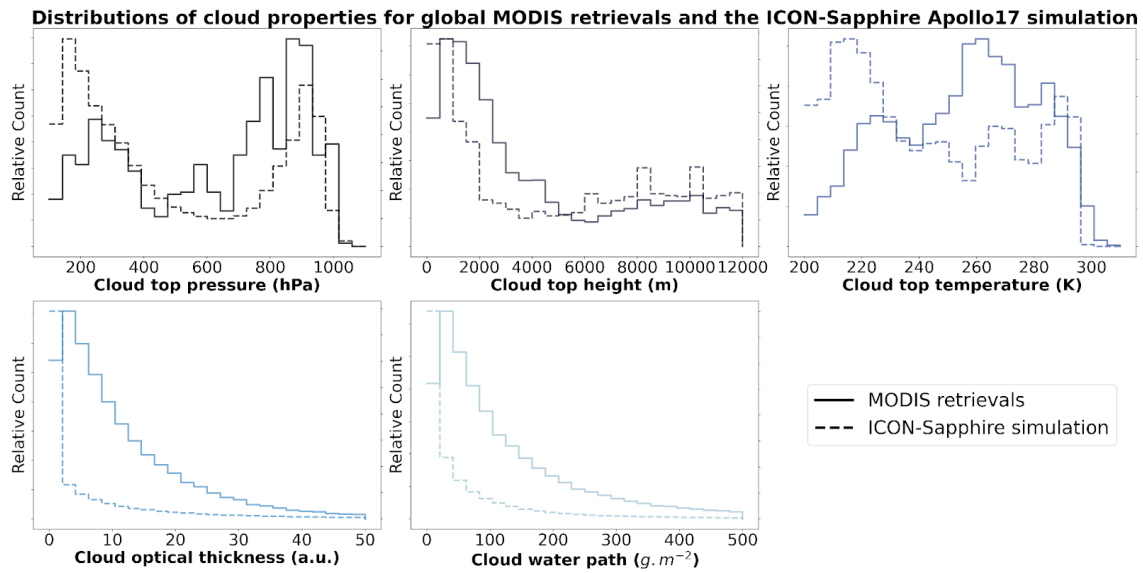 Distributions of cloud properties for global MODIS retrievals and the ICON-Sapphire Apollo17 simulation
Relative Count
200 400 600 800 1000
Cloud top pressure (hPa)
Relative Count
0 2000 4000 6000 8000 10000 12000
Cloud top height (m)
Relative Count
200 220 240 260 280 300
Cloud top temperature (K)
Relative Count
0 10 20 30 40 50
Cloud optical thickness (a.u.)
Relative Count
0 100 200 300 400 500
Cloud water path (g.m⁻²)
MODIS retrievals
ICON-Sapphire simulation